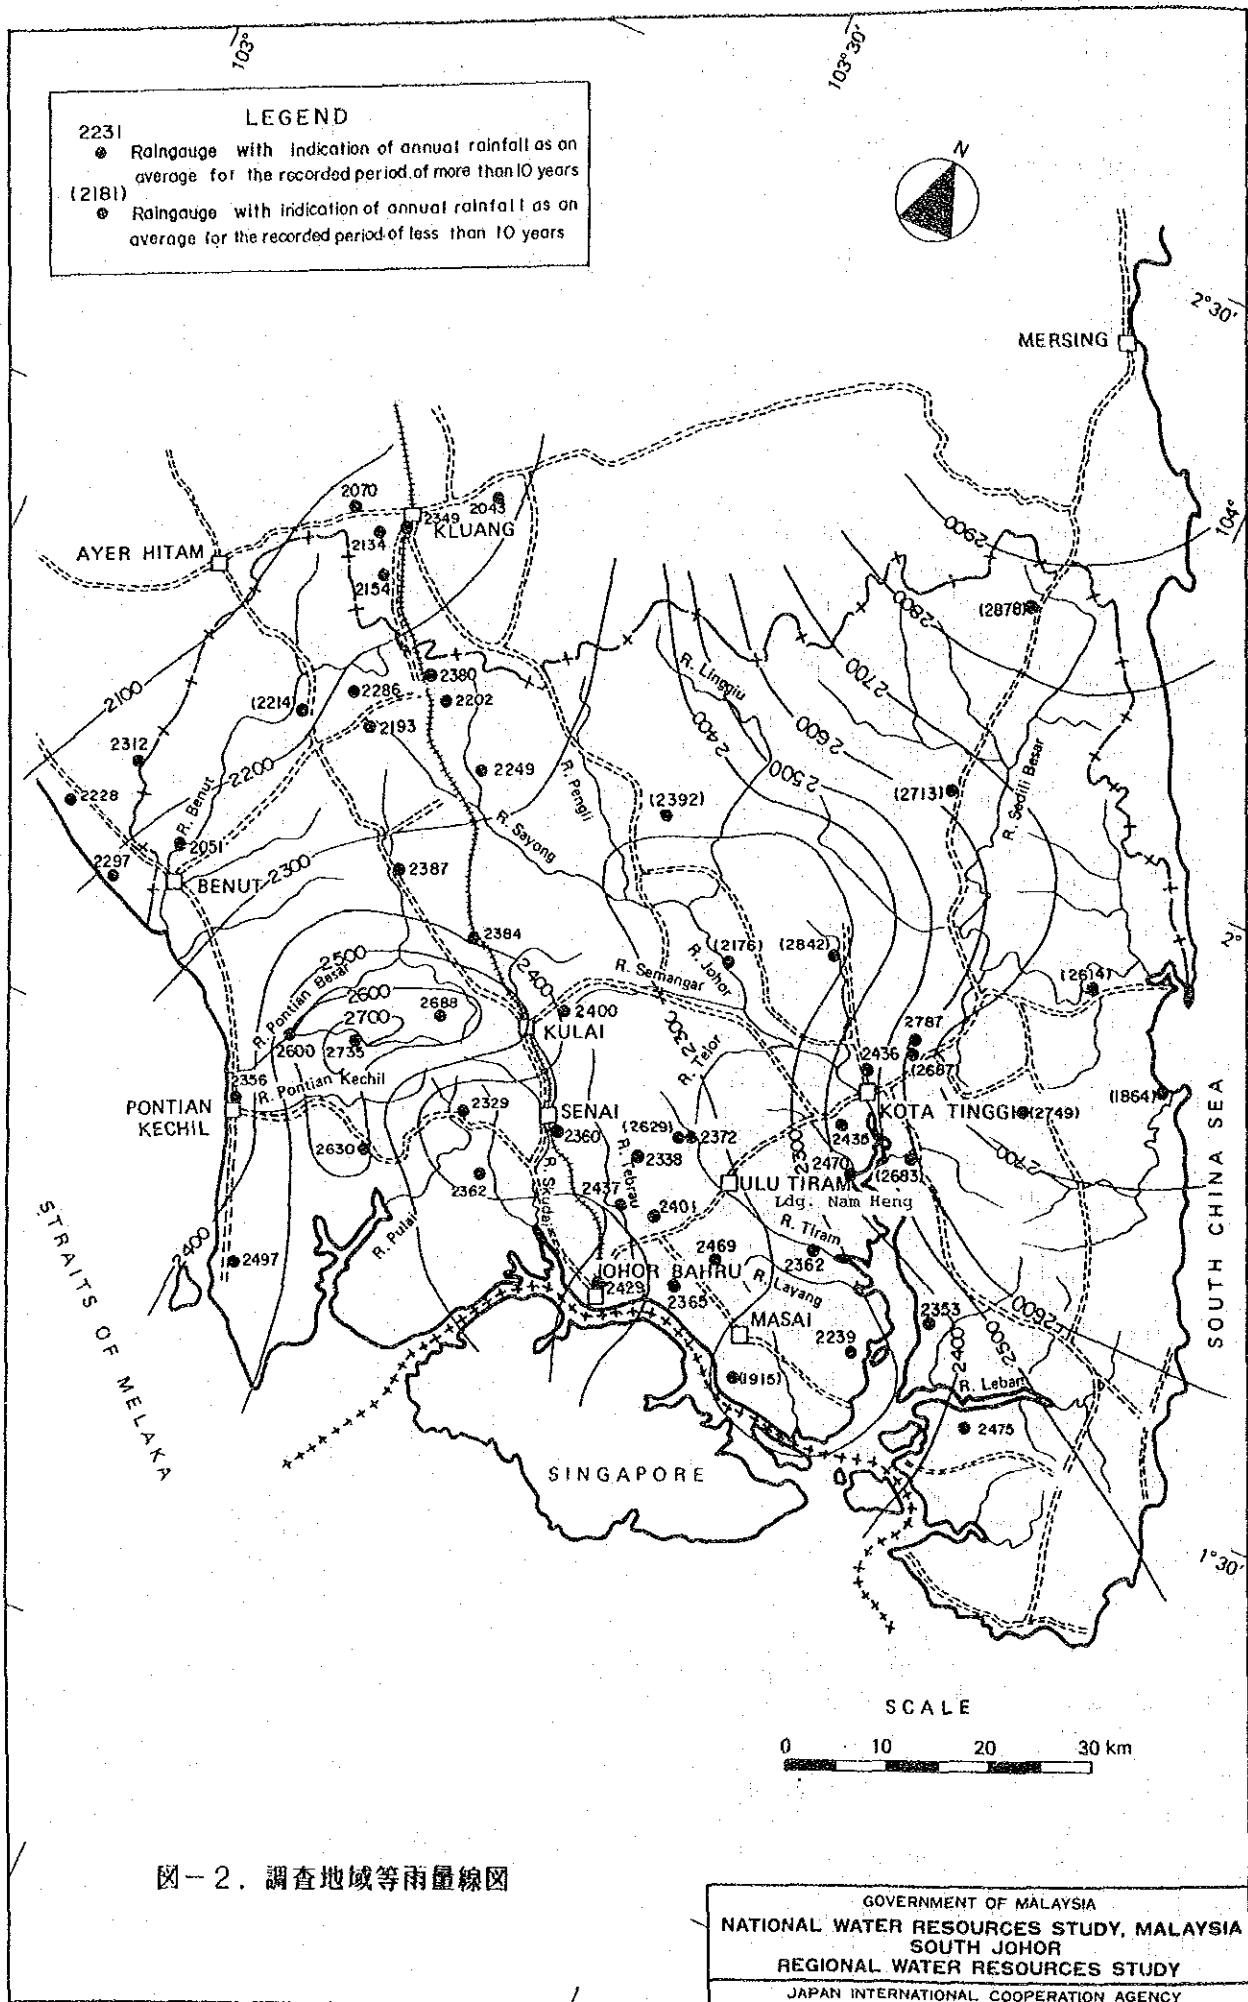 103°
103°30'
LEGEND
2231
Raingauge with indication of annual rainfall as an
average for the recorded period of more than 10 years
(2181)
Raingauge with indication of annual rainfall as an
average for the recorded period of less than 10 years
N
2°30'
MERSING
2070
2043
2349
KLUANG
2134
AYER HITAM
2154
2900
104°
2800
(2878)
2700
2380
R. Linggiu
2100
(2214)
2286
2202
2193
2400
2600
2312
2200
2249
2500
2228
R. Benut
R. Pengli
(2392)
(2713)
R. Sedili Besar
2051
R. Sayong
2297
BENUT
2300
2387
2384
2°
2500
2400
R. Semangar
R. Johor
(2176)
(2842)
(2614)
R. Pontian Besar
2600
2688
2700
2400
KULAI
2600
2735
2300
R. Telor
2787
2436
(2687)
2356
R. Pontian Kechil
PONTIAN
KECHIL
2329
SENAI
KOTA TINGGI
(2749)
(1864)
2360
(2629)
2372
2435
2630
2338
2300
2470
(2683)
2700
2362
R. Skudai
R. Tebrau
2437
ULU TIRAM
Ldg. Nam Heng
2401
R. Tiram
R. Pulai
2400
2497
2469
2362
JOHOR BAHRU
2429
2365
R. Layang
MASAI
2353
2600
2239
2400
2500
(1915)
R. Leban
2475
STRAITS OF MELAKA
SOUTH CHINA SEA
SINGAPORE
1°30'
SCALE
0 10 20 30 km
図－2. 調査地域等雨量線図
GOVERNMENT OF MALAYSIA
NATIONAL WATER RESOURCES STUDY, MALAYSIA
SOUTH JOHOR
REGIONAL WATER RESOURCES STUDY
JAPAN INTERNATIONAL COOPERATION AGENCY